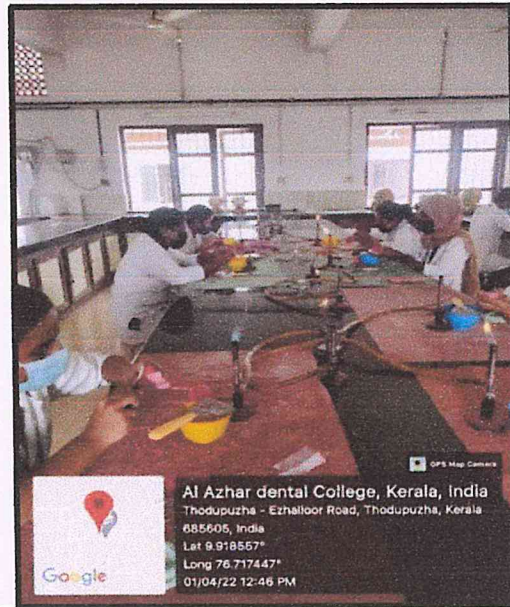 GPS Map Camera
Google
Al Azhar dental College, Kerala, India
Thodupuzha - Ezhalloor Road, Thodupuzha, Kerala
685605, India
Lat 9.918557°
Long 76.717447°
01/04/22 12:46 PM